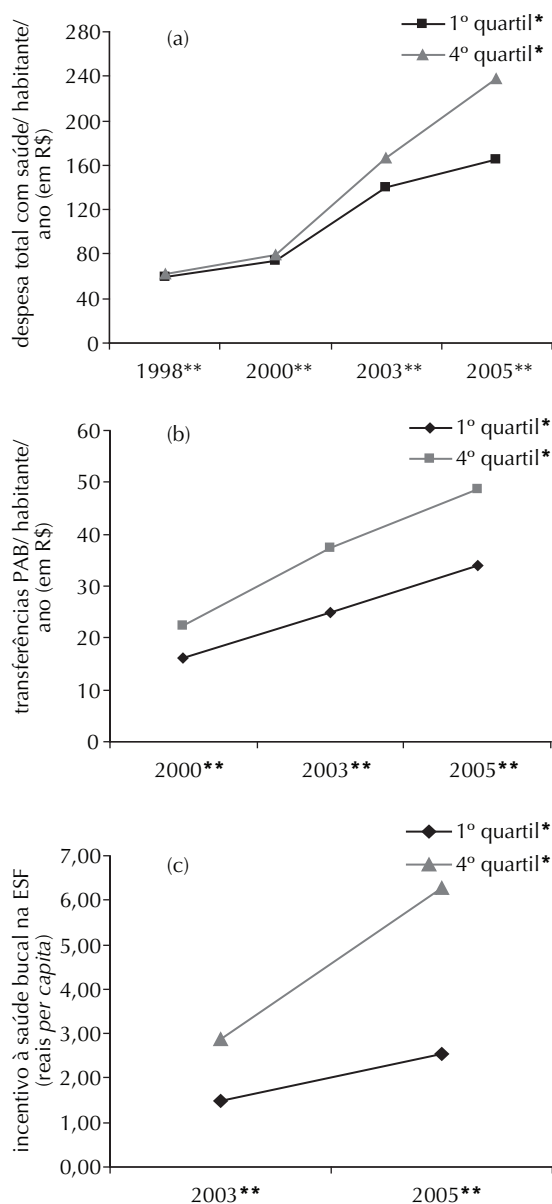 (a)
1º quartil*
4º quartil*
despesa total com saúde/ habitante/
ano (em R$)
280
240
200
160
120
80
40
0
1998** 2000** 2003** 2005**
(b)
1º quartil*
4º quartil*
transferências PAB/ habitante/
ano (em R$)
60
50
40
30
20
10
0
2000** 2003** 2005**
(c)
1º quartil*
4º quartil*
incentivo à saúde bucal na ESF
(reais per capita)
7,00
6,00
5,00
4,00
3,00
2,00
1,00
0,00
2003** 2005**